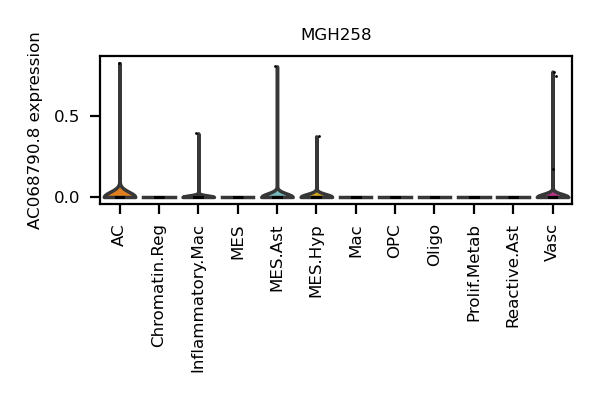 MGH258
AC068790.8 expression
0.5
0.0
AC
Chromatin.Reg
Inflammatory.Mac
MES
MES.Ast
MES.Hyp
Mac
OPC
Oligo
Prolif.Metab
Reactive.Ast
Vasc